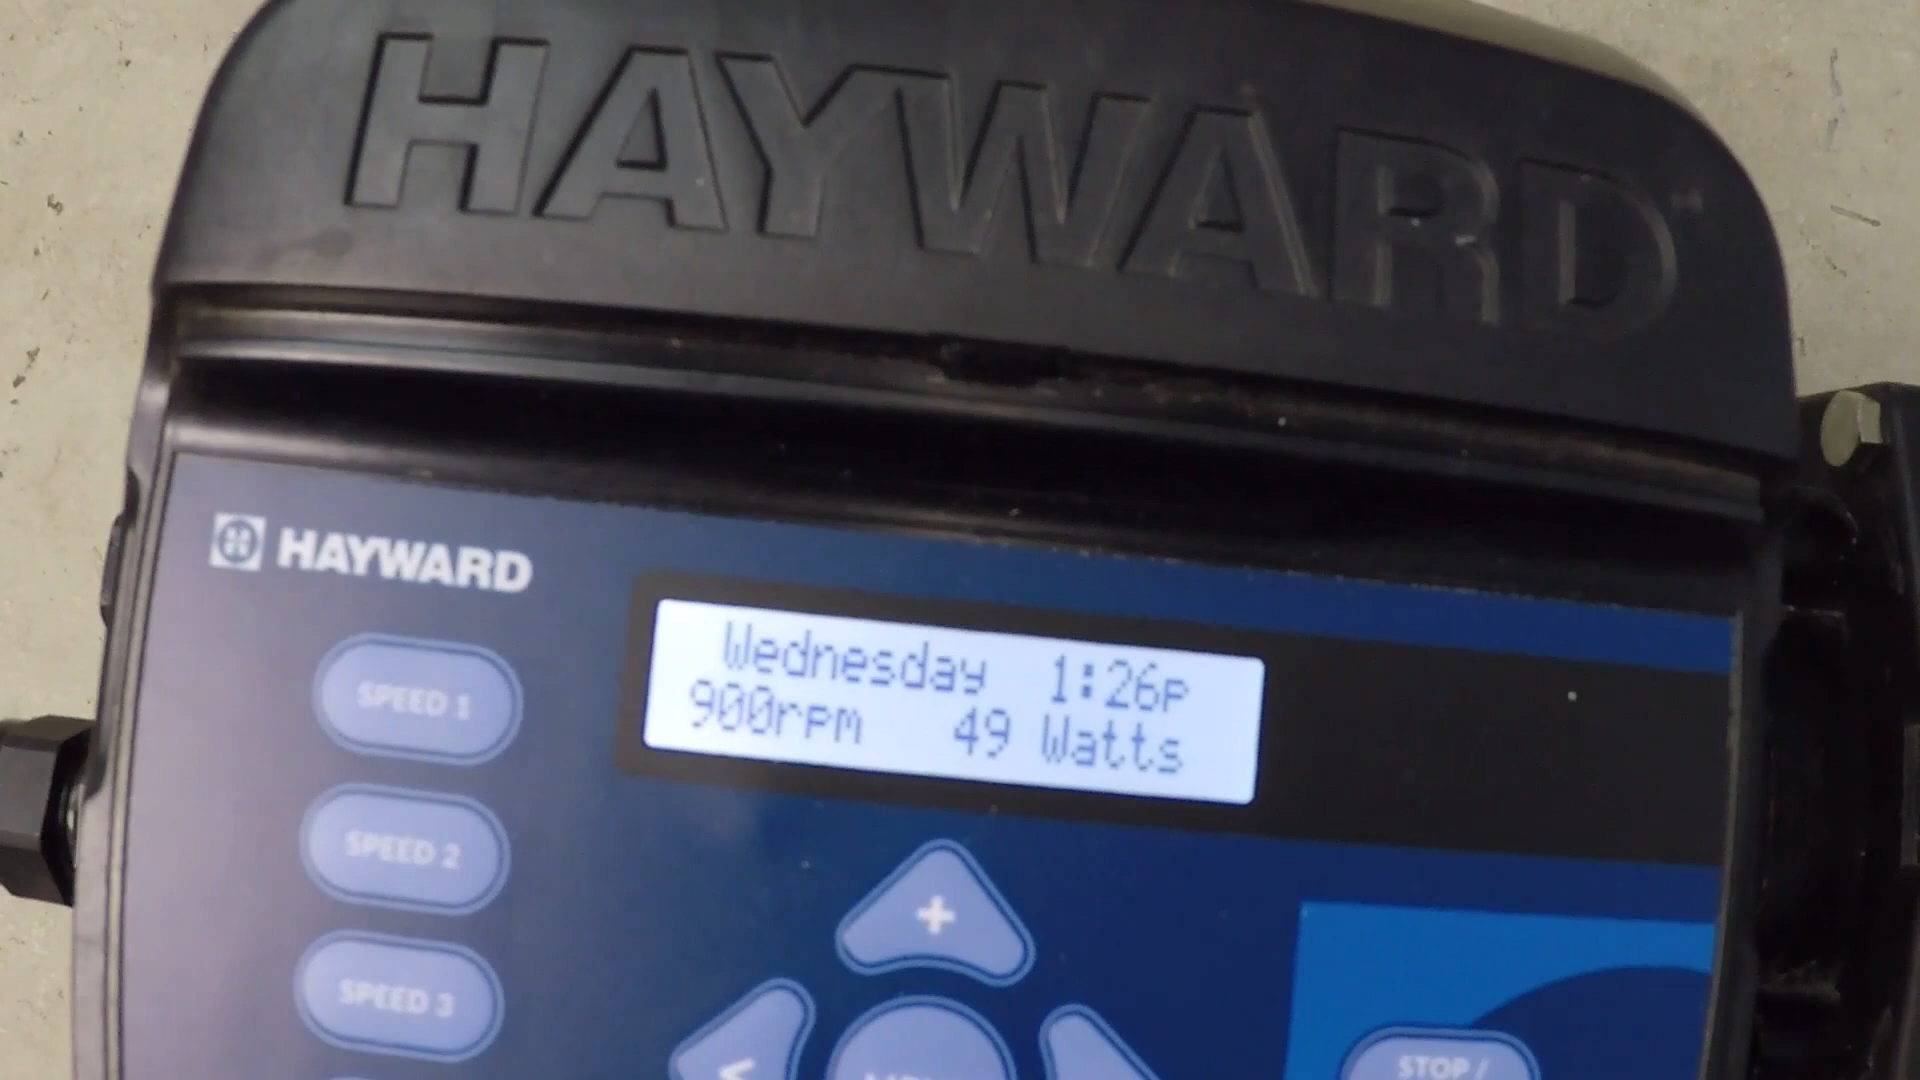 HAYWARD
HAYWARD
Wednesday 1:26p
900rpm 49 Watts
SPEED 1
SPEED 2
SPEED 3
+
<
STOP /